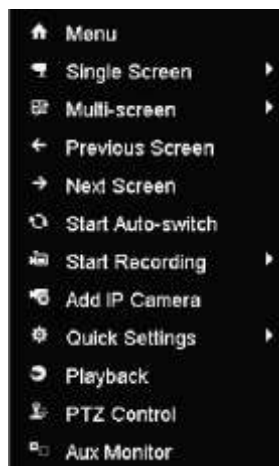 Menu
Single Screen
Multi-screen
Previous Screen
Next Screen
Start Auto-switch
Start Recording
Add IP Camera
Quick Settings
Playback
PTZ Control
Aux Monitor